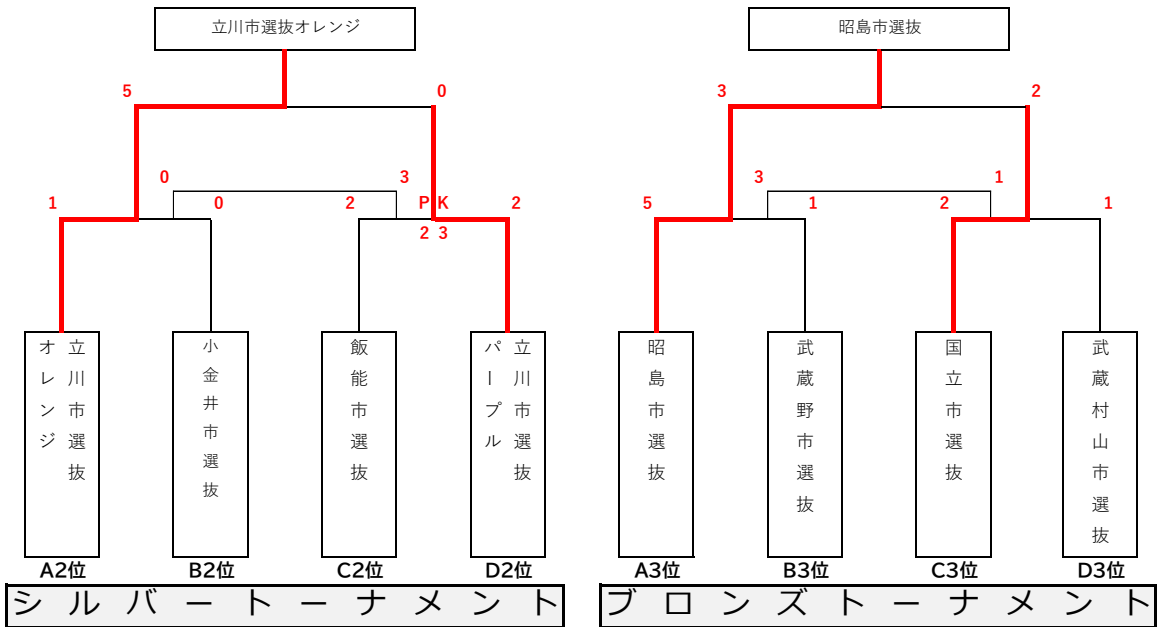 立川市選抜オレンジ
5
0
0
3
1
0
2
PK
2
2 3
立川市選抜
オレンジ
小金井市選抜
飯能市選抜
立川市選抜
パープル
A2位
B2位
C2位
D2位
シルバートーナメント
昭島市選抜
3
2
3
1
5
1
2
1
昭島市選抜
武蔵野市選抜
国立市選抜
武蔵村山市選抜
A3位
B3位
C3位
D3位
ブロンズトーナメント